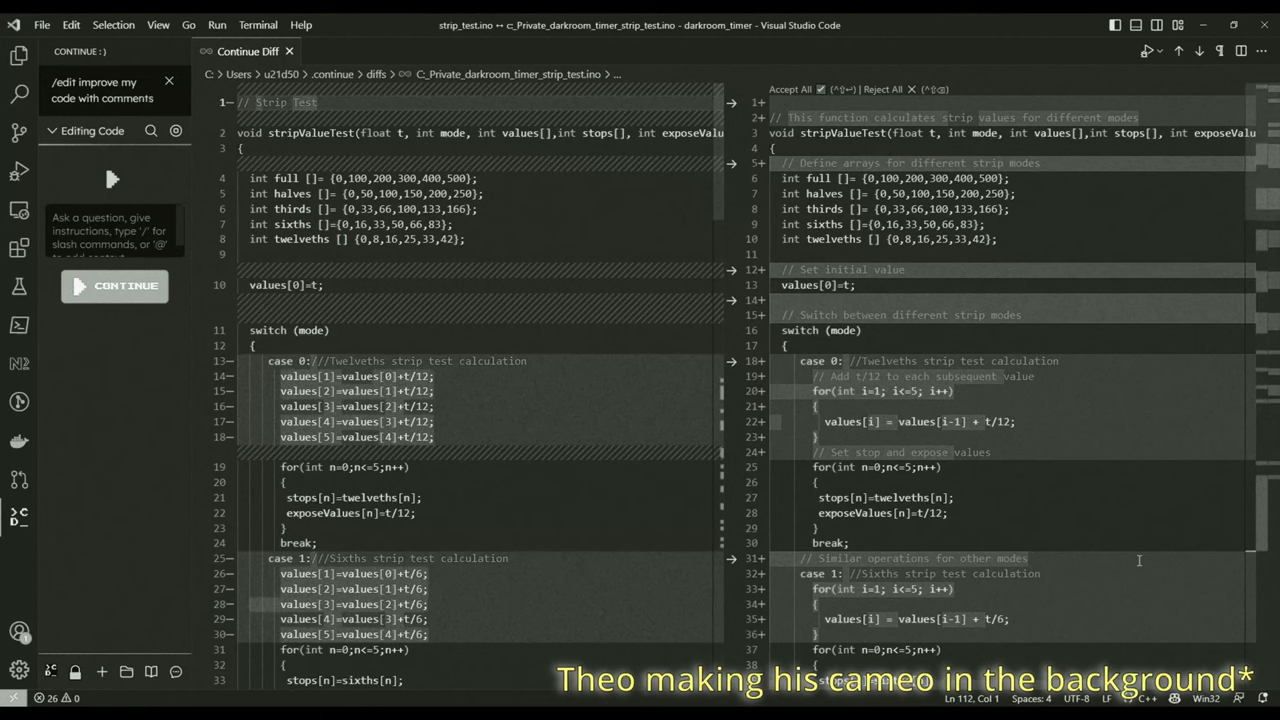 File Edit Selection View Go Run Terminal Help
strip_test.ino ↔ c:_Private_darkroom_timer_strip_test.ino - darkroom_timer - Visual Studio Code
CONTINUE : )
/edit improve my
code with comments
Editing Code
Ask a question, give
instructions, type '/' for
slash commands, or '@'
to add context
CONTINUE
Continue Diff
C: > Users > u21d50 > .continue > diffs > C:_Private_darkroom_timer_strip_test.ino > ...
1− // Strip Test
2 void stripValueTest(float t, int mode, int values[],int stops[], int exposeValu
3 {
4 int full []= {0,100,200,300,400,500};
5 int halves []= {0,50,100,150,200,250};
6 int thirds []= {0,33,66,100,133,166};
7 int sixths []={0,16,33,50,66,83};
8 int twelveths [] {0,8,16,25,33,42};
9
10 values[0]=t;
11 switch (mode)
12 {
13− case 0:///Twelveths strip test calculation
14− values[1]=values[0]+t/12;
15− values[2]=values[1]+t/12;
16− values[3]=values[2]+t/12;
17− values[4]=values[3]+t/12;
18− values[5]=values[4]+t/12;
19 for(int n=0;n<=5;n++)
20 {
21 stops[n]=twelveths[n];
22 exposeValues[n]=t/12;
23 }
24 break;
25− case 1:///Sixths strip test calculation
26− values[1]=values[0]+t/6;
27− values[2]=values[1]+t/6;
28− values[3]=values[2]+t/6;
29− values[4]=values[3]+t/6;
30− values[5]=values[4]+t/6;
31 for(int n=0;n<=5;n++)
32 {
33 stops[n]=sixths[n];
Accept All ☑ (^⇧⏎) | Reject All ✕ (^⇧⌫)
1+
2+ // This function calculates strip values for different modes
3 void stripValueTest(float t, int mode, int values[],int stops[], int exposeValu
4 {
5+ // Define arrays for different strip modes
6 int full []= {0,100,200,300,400,500};
7 int halves []= {0,50,100,150,200,250};
8 int thirds []= {0,33,66,100,133,166};
9 int sixths []={0,16,33,50,66,83};
10 int twelveths [] {0,8,16,25,33,42};
11
12+ // Set initial value
13 values[0]=t;
14+
15+ // Switch between different strip modes
16 switch (mode)
17 {
18+ case 0: //Twelveths strip test calculation
19+ // Add t/12 to each subsequent value
20+ for(int i=1; i<=5; i++)
21+ {
22+ values[i] = values[i-1] + t/12;
23+ }
24+ // Set stop and expose values
25 for(int n=0;n<=5;n++)
26 {
27 stops[n]=twelveths[n];
28 exposeValues[n]=t/12;
29 }
30 break;
31+ // Similar operations for other modes
32+ case 1: //Sixths strip test calculation
33+ for(int i=1; i<=5; i++)
34+ {
35+ values[i] = values[i-1] + t/6;
36+ }
37 for(int n=0;n<=5;n++)
38 {
Theo making his cameo in the background*
26 0
Ln 112, Col 1 Spaces: 4 UTF-8 LF C++ Win32